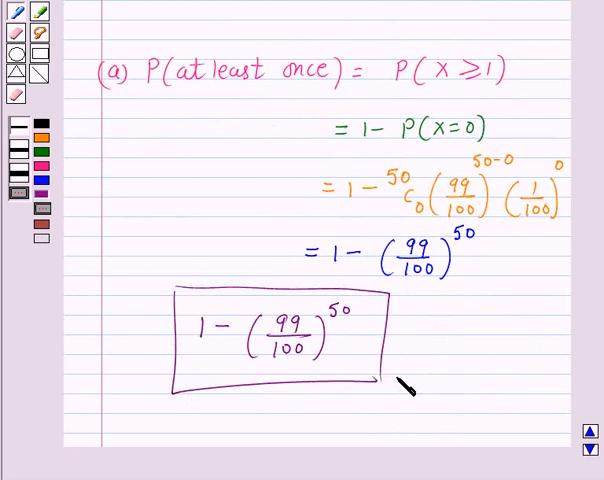 (a) P(at least once) = P(X ≥ 1)
= 1 - P(X=0)
= 1 - ⁵⁰C₀ (99/100)⁵⁰⁻⁰ (1/100)⁰
= 1 - (99/100)⁵⁰
1 - (99/100)⁵⁰